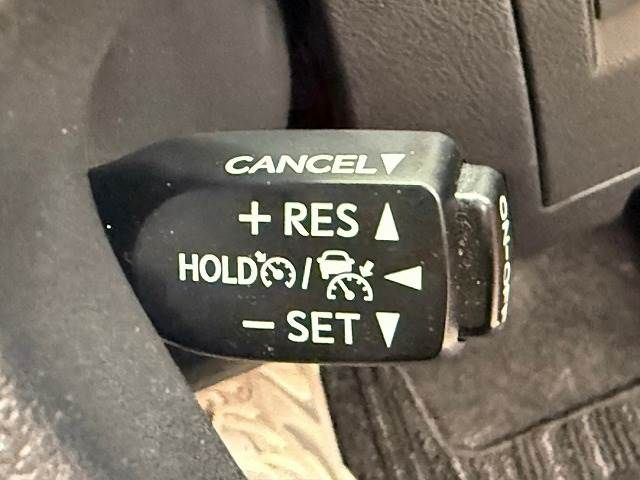 CANCEL▼
+ RES ▲
HOLD / ◀
− SET ▼
ON-OFF